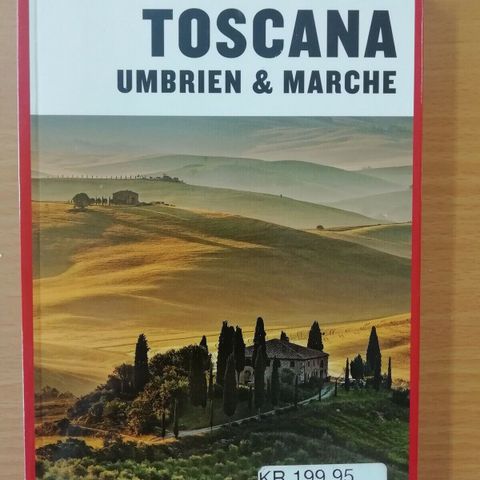 TOSCANA
UMBRIEN & MARCHE
KR 199,95